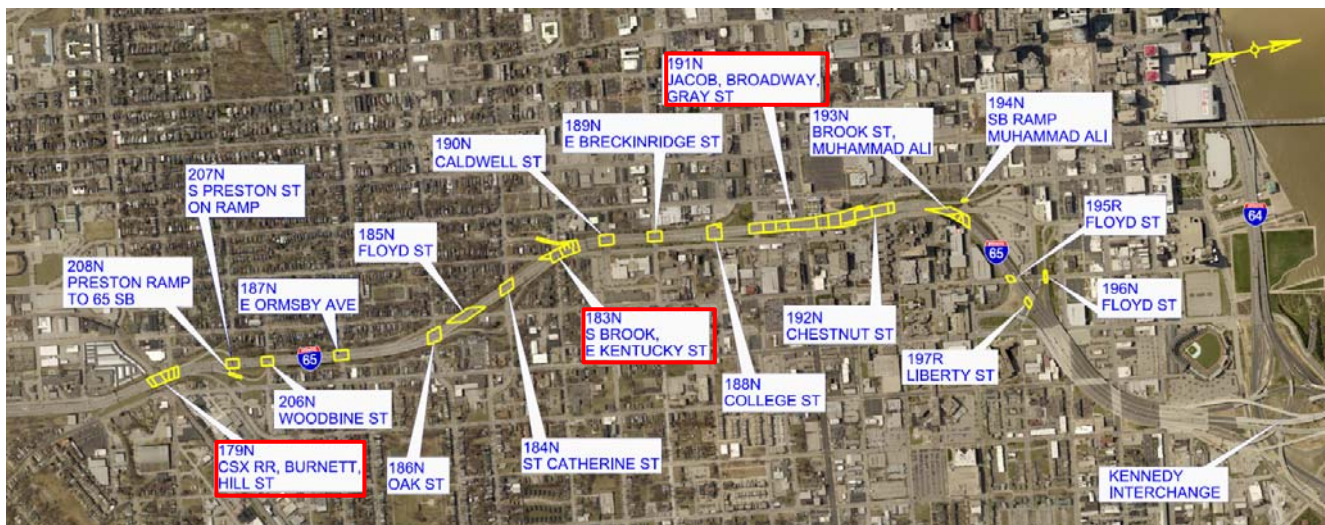 191N
JACOB, BROADWAY,
GRAY ST
194N
SB RAMP
MUHAMMAD ALI
193N
BROOK ST,
MUHAMMAD ALI
189N
E BRECKINRIDGE ST
190N
CALDWELL ST
207N
S PRESTON ST
ON RAMP
195R
FLOYD ST
64
185N
FLOYD ST
65
208N
PRESTON RAMP
TO 65 SB
187N
E ORMSBY AVE
196N
FLOYD ST
183N
S BROOK,
E KENTUCKY ST
192N
CHESTNUT ST
65
197R
LIBERTY ST
206N
WOODBINE ST
188N
COLLEGE ST
179N
CSX RR, BURNETT,
HILL ST
186N
OAK ST
184N
ST CATHERINE ST
KENNEDY
INTERCHANGE